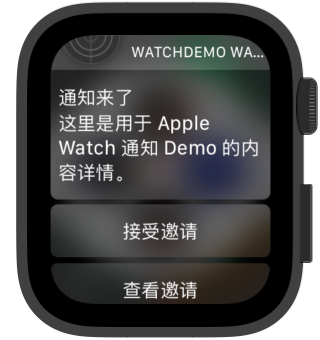 WATCHDEMO WA...
通知来了
这里是用于 Apple
Watch 通知 Demo 的内
容详情。
接受邀请
查看邀请